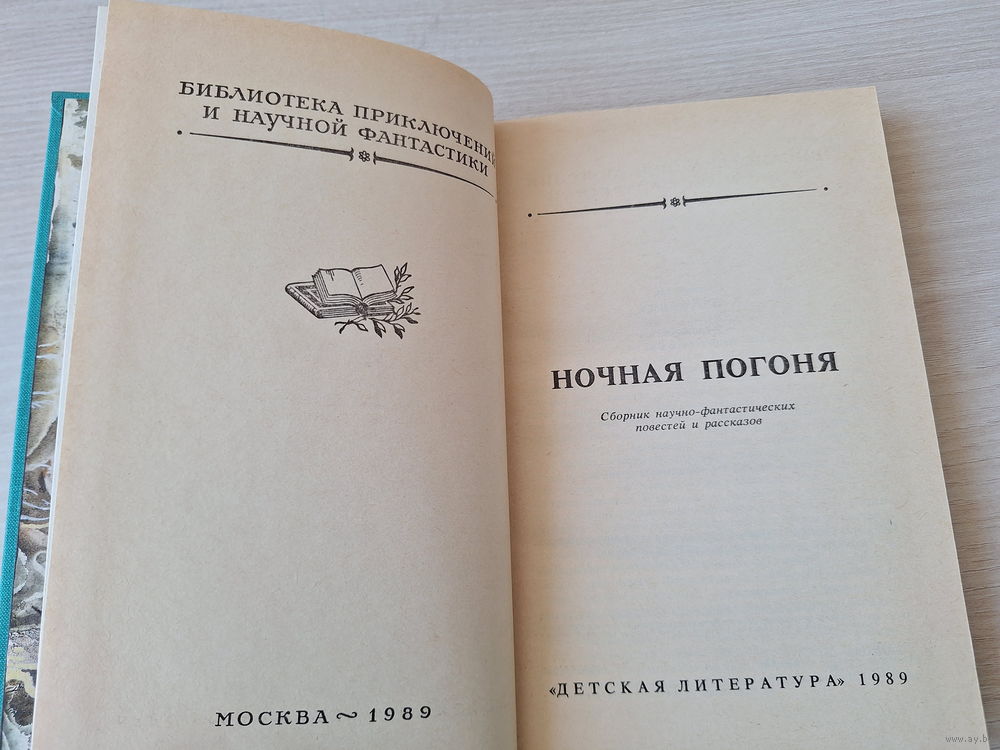 БИБЛИОТЕКА ПРИКЛЮЧЕНИЙ
И НАУЧНОЙ ФАНТАСТИКИ
МОСКВА ~ 1989
НОЧНАЯ ПОГОНЯ
Сборник научно-фантастических
повестей и рассказов
«ДЕТСКАЯ ЛИТЕРАТУРА» 1989